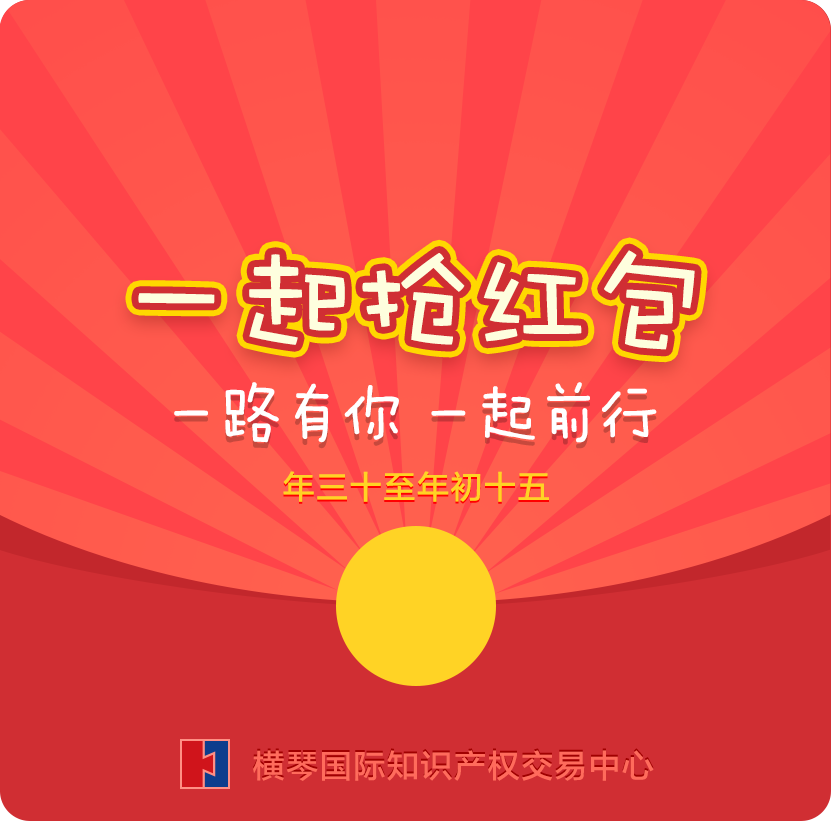 一起抢红包
一路有你 一起前行
年三十至年初十五
横琴国际知识产权交易中心